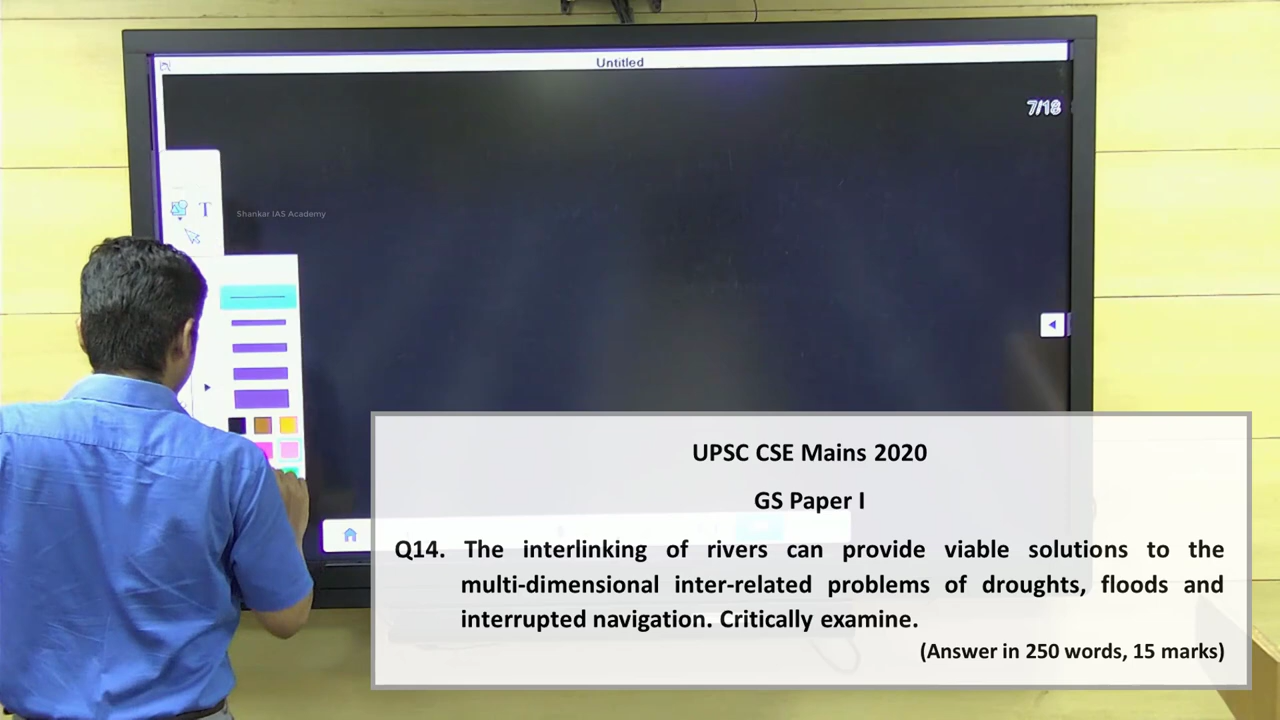 Untitled
7/18
T
Shankar IAS Academy
UPSC CSE Mains 2020
GS Paper I
Q14. The interlinking of rivers can provide viable solutions to the
multi-dimensional inter-related problems of droughts, floods and
interrupted navigation. Critically examine.
(Answer in 250 words, 15 marks)